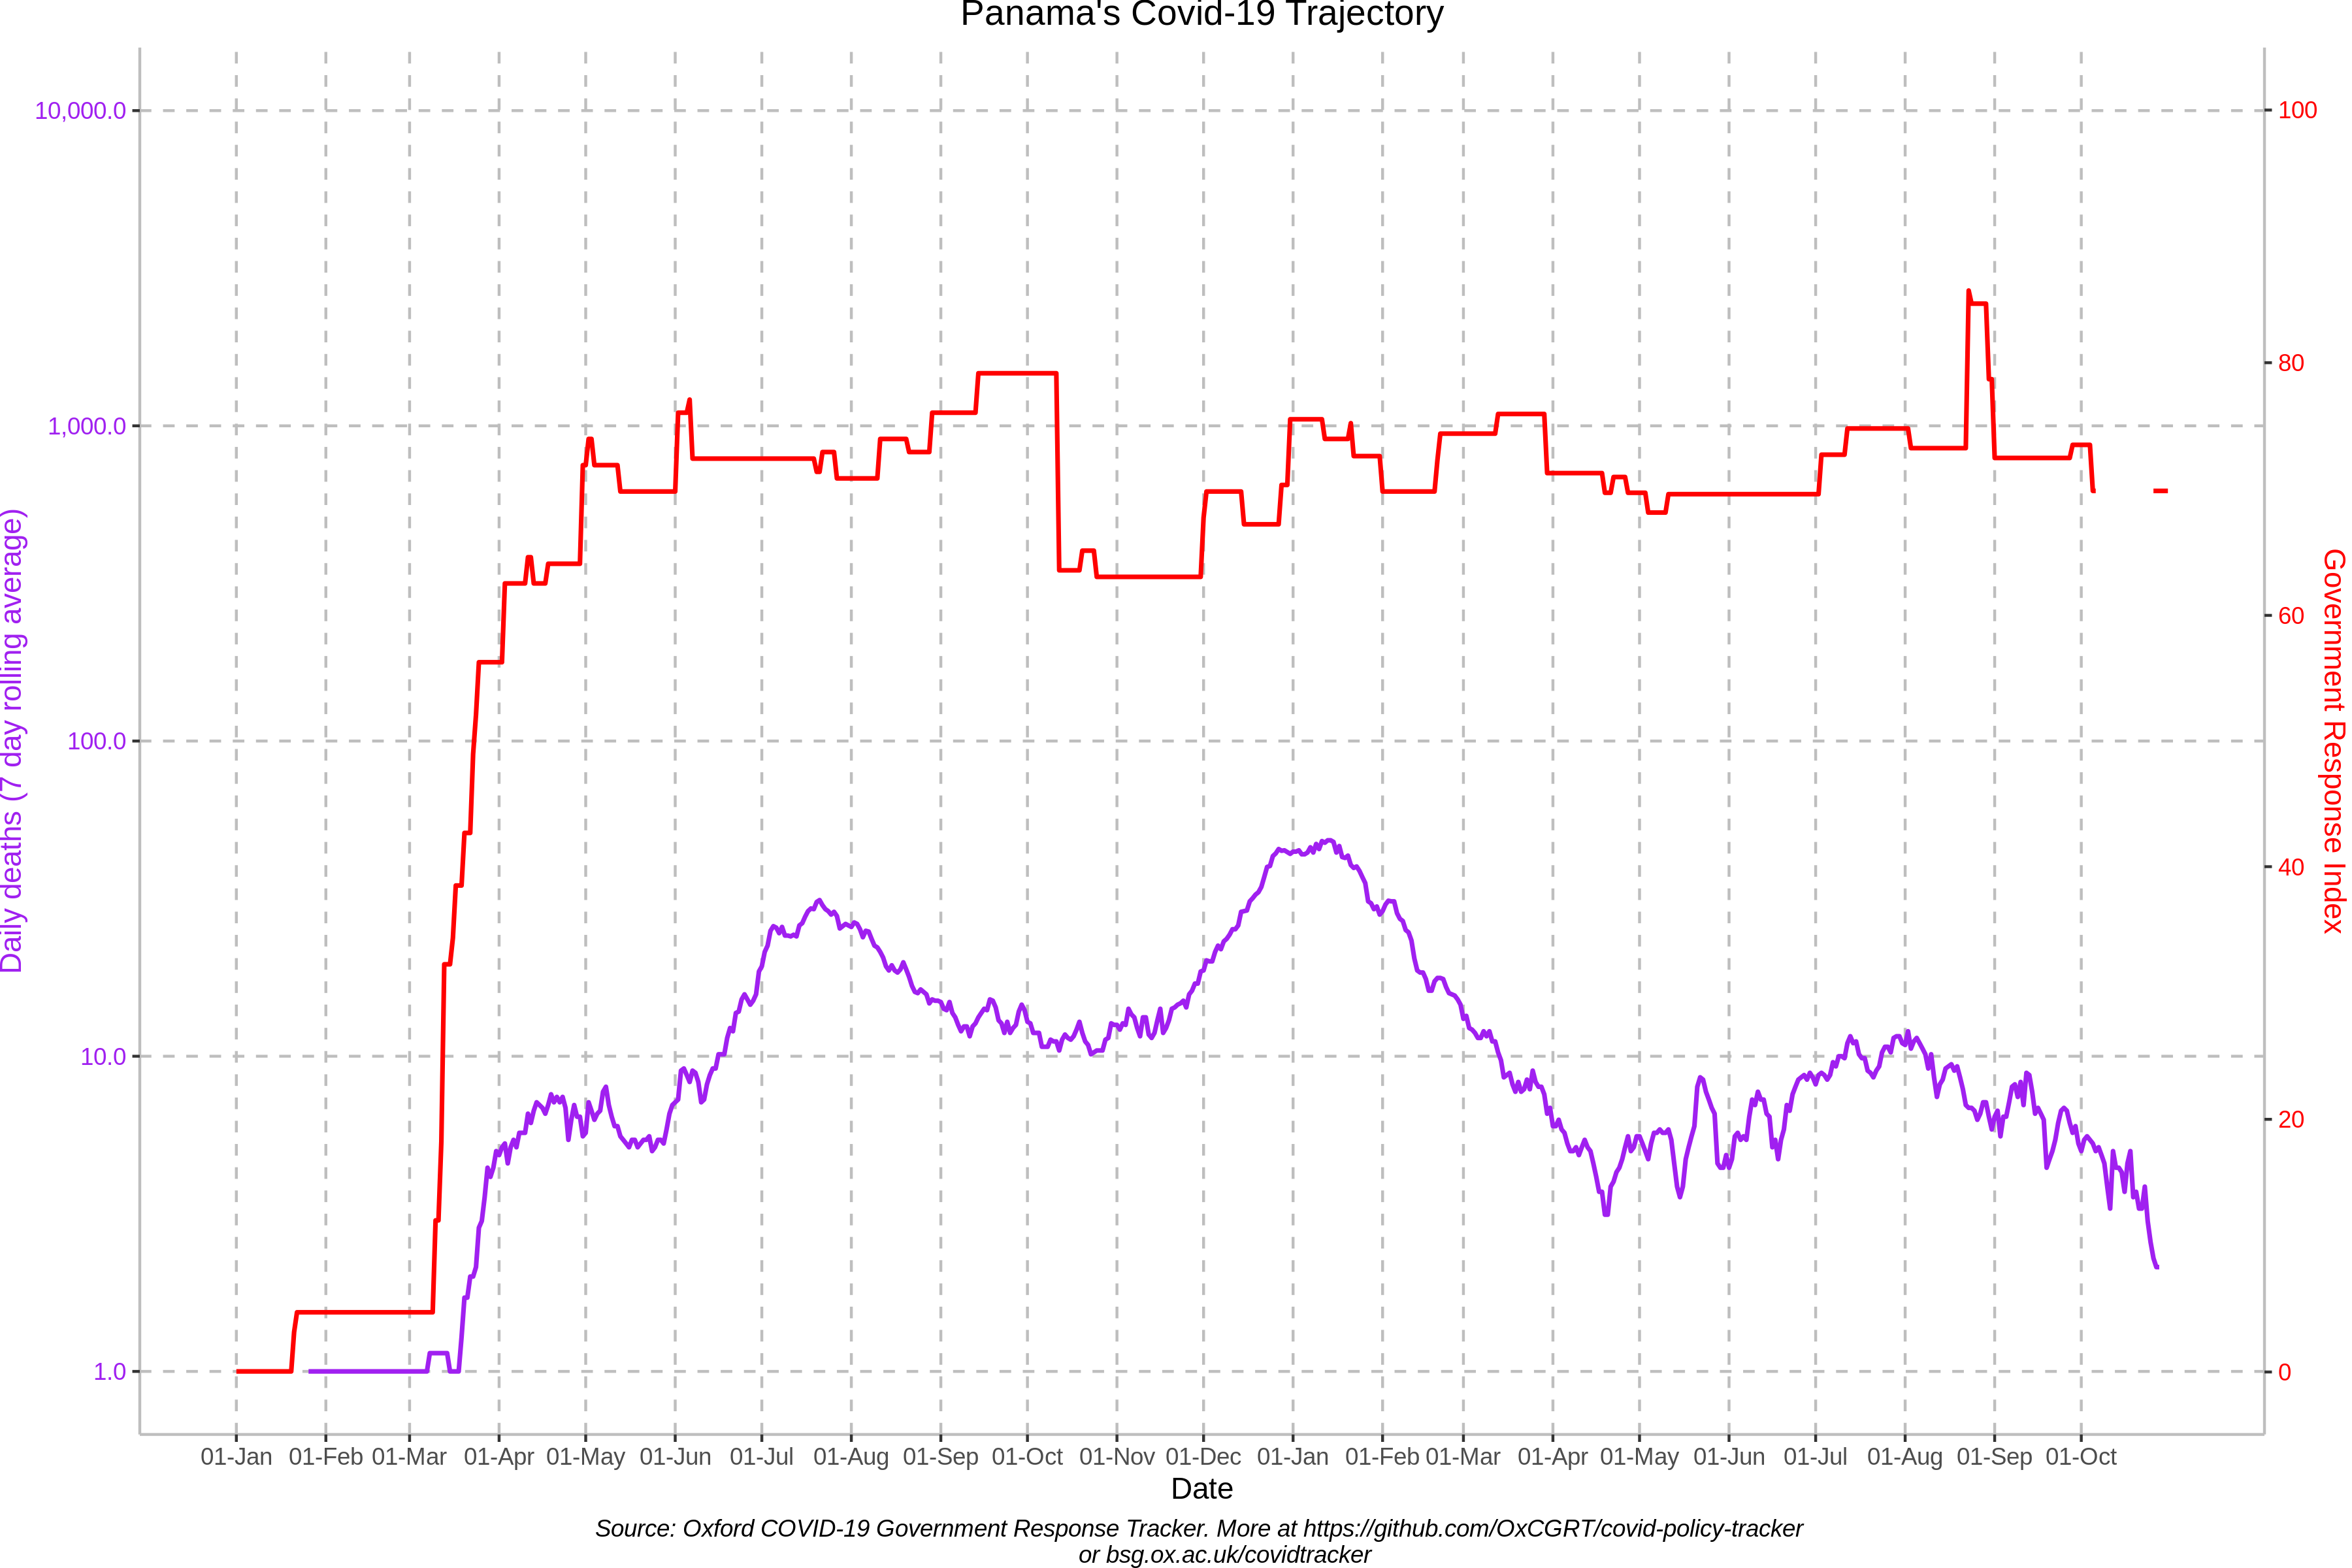 Panama's Covid-19 Trajectory
10,000.0
1,000.0
100.0
10.0
1.0
Daily deaths (7 day rolling average)
100
80
60
40
20
0
Government Response Index
01-Jan 01-Feb 01-Mar 01-Apr 01-May 01-Jun 01-Jul 01-Aug 01-Sep 01-Oct 01-Nov 01-Dec 01-Jan 01-Feb 01-Mar 01-Apr 01-May 01-Jun 01-Jul 01-Aug 01-Sep 01-Oct
Date
Source: Oxford COVID-19 Government Response Tracker. More at https://github.com/OxCGRT/covid-policy-tracker
or bsg.ox.ac.uk/covidtracker